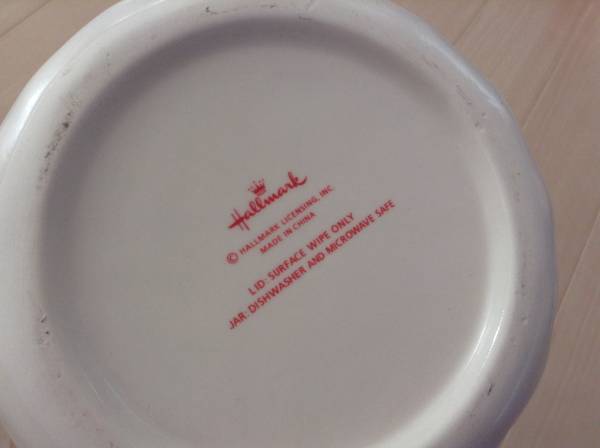 Hallmark
© HALLMARK LICENSING, INC.
MADE IN CHINA
LID: SURFACE WIPE ONLY
JAR: DISHWASHER AND MICROWAVE SAFE